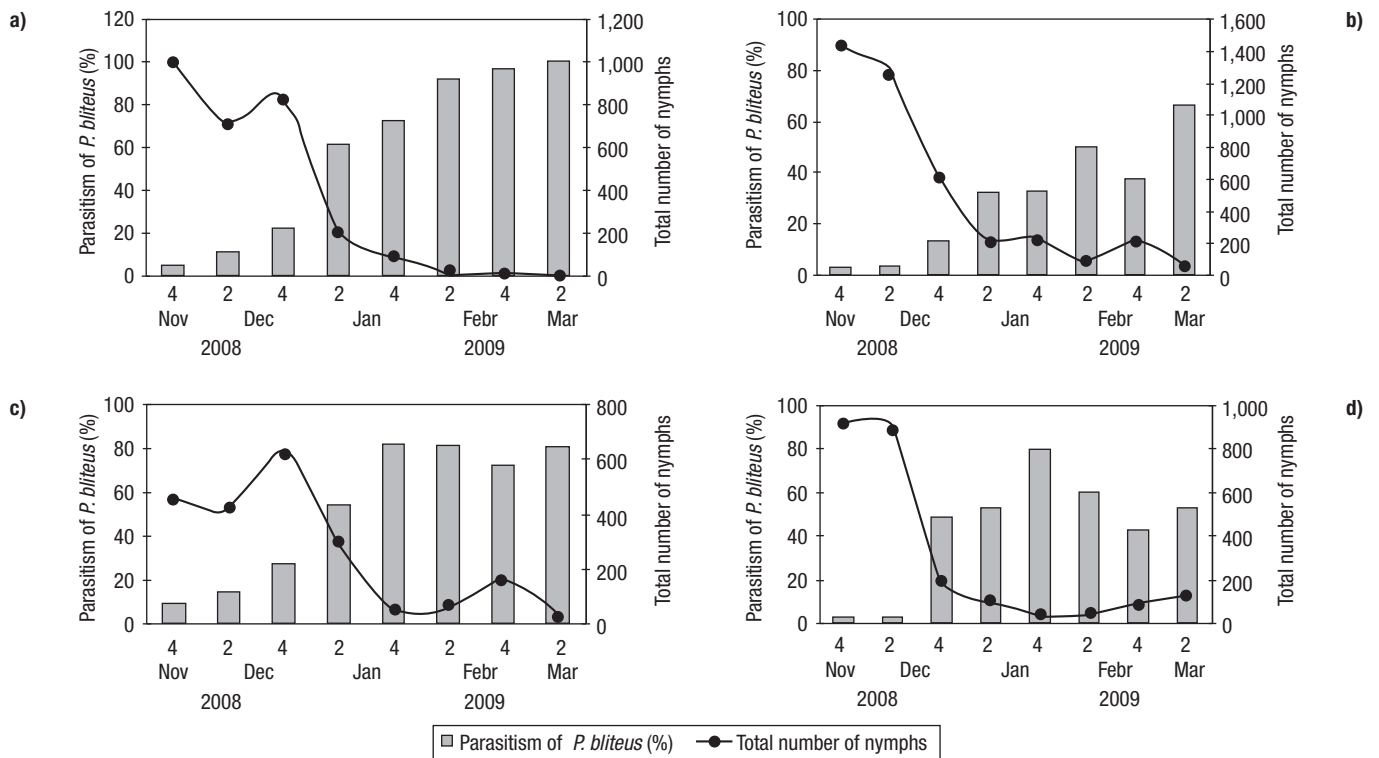 a)
Parasitism of P. bliteus (%)
120
100
80
60
40
20
0
1,200
1,000
800
600
400
200
0
Total number of nymphs
4 2 4 2 4 2 4 2
Nov Dec Jan Febr Mar
2008 2009
b)
Parasitism of P. bliteus (%)
100
80
60
40
20
0
1,600
1,400
1,200
1,000
800
600
400
200
0
Total number of nymphs
4 2 4 2 4 2 4 2
Nov Dec Jan Febr Mar
2008 2009
c)
Parasitism of P. bliteus (%)
100
80
60
40
20
0
800
600
400
200
0
Total number of nymphs
4 2 4 2 4 2 4 2
Nov Dec Jan Febr Mar
2008 2009
d)
Parasitism of P. bliteus (%)
100
80
60
40
20
0
1,000
800
600
400
200
0
Total number of nymphs
4 2 4 2 4 2 4 2
Nov Dec Jan Febr Mar
2008 2009
Parasitism of P. bliteus (%) Total number of nymphs